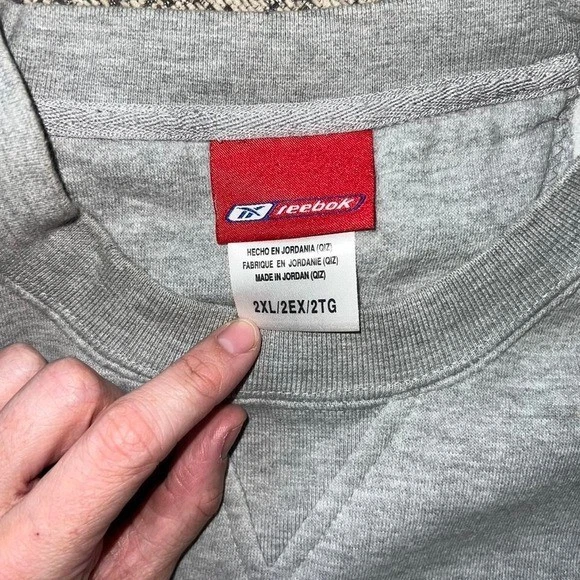 Reebok
HECHO EN JORDANIA (QIZ)
FABRIQUE EN JORDANIE (QIZ)
MADE IN JORDAN (QIZ)
2XL/2EX/2TG